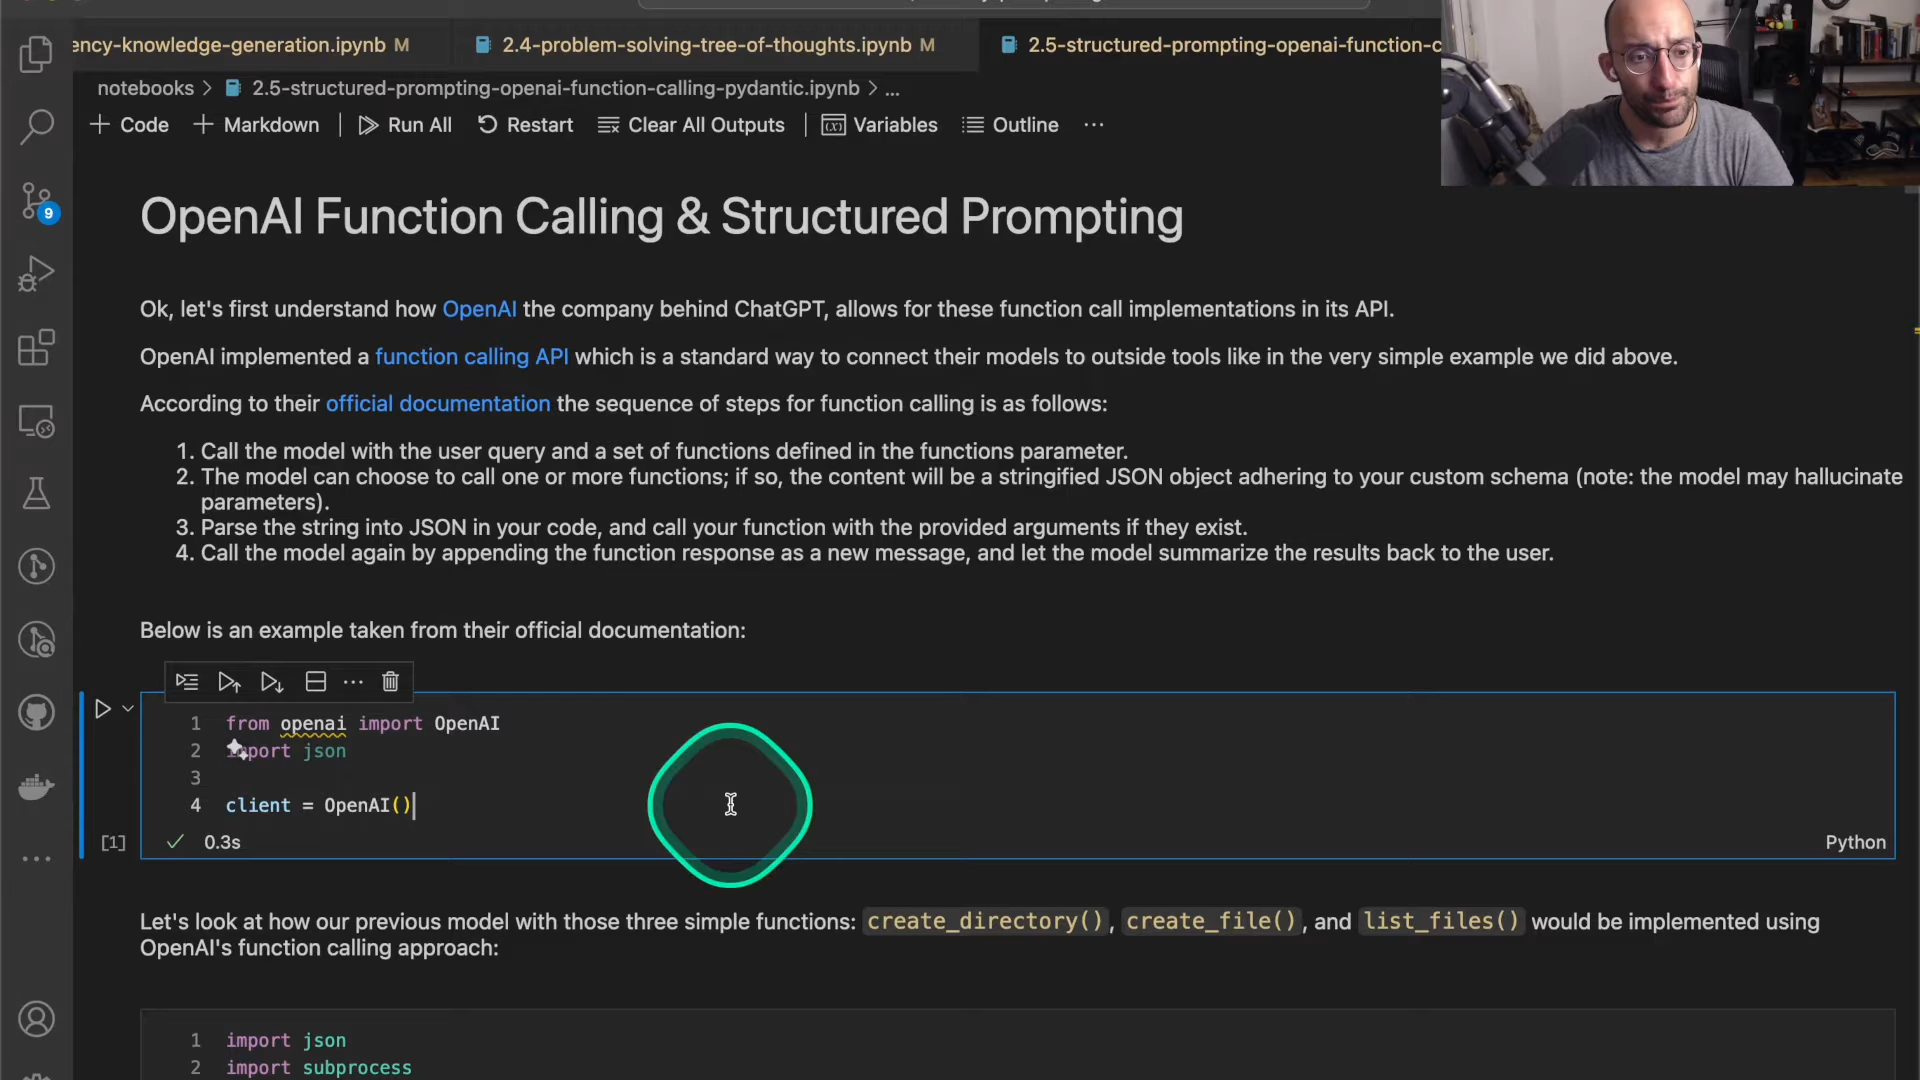 ency-knowledge-generation.ipynb M
2.4-problem-solving-tree-of-thoughts.ipynb M
2.5-structured-prompting-openai-function-c
notebooks > 2.5-structured-prompting-openai-function-calling-pydantic.ipynb > ...
+ Code + Markdown Run All Restart Clear All Outputs Variables Outline ...
9
OpenAI Function Calling & Structured Prompting
Ok, let's first understand how OpenAI the company behind ChatGPT, allows for these function call implementations in its API.
OpenAI implemented a function calling API which is a standard way to connect their models to outside tools like in the very simple example we did above.
According to their official documentation the sequence of steps for function calling is as follows:
1. Call the model with the user query and a set of functions defined in the functions parameter.
2. The model can choose to call one or more functions; if so, the content will be a stringified JSON object adhering to your custom schema (note: the model may hallucinate
parameters).
3. Parse the string into JSON in your code, and call your function with the provided arguments if they exist.
4. Call the model again by appending the function response as a new message, and let the model summarize the results back to the user.
Below is an example taken from their official documentation:
1 from openai import OpenAI
2 import json
3
4 client = OpenAI()
[1] 0.3s Python
Let's look at how our previous model with those three simple functions: create_directory(), create_file(), and list_files() would be implemented using
OpenAI's function calling approach:
1 import json
2 import subprocess